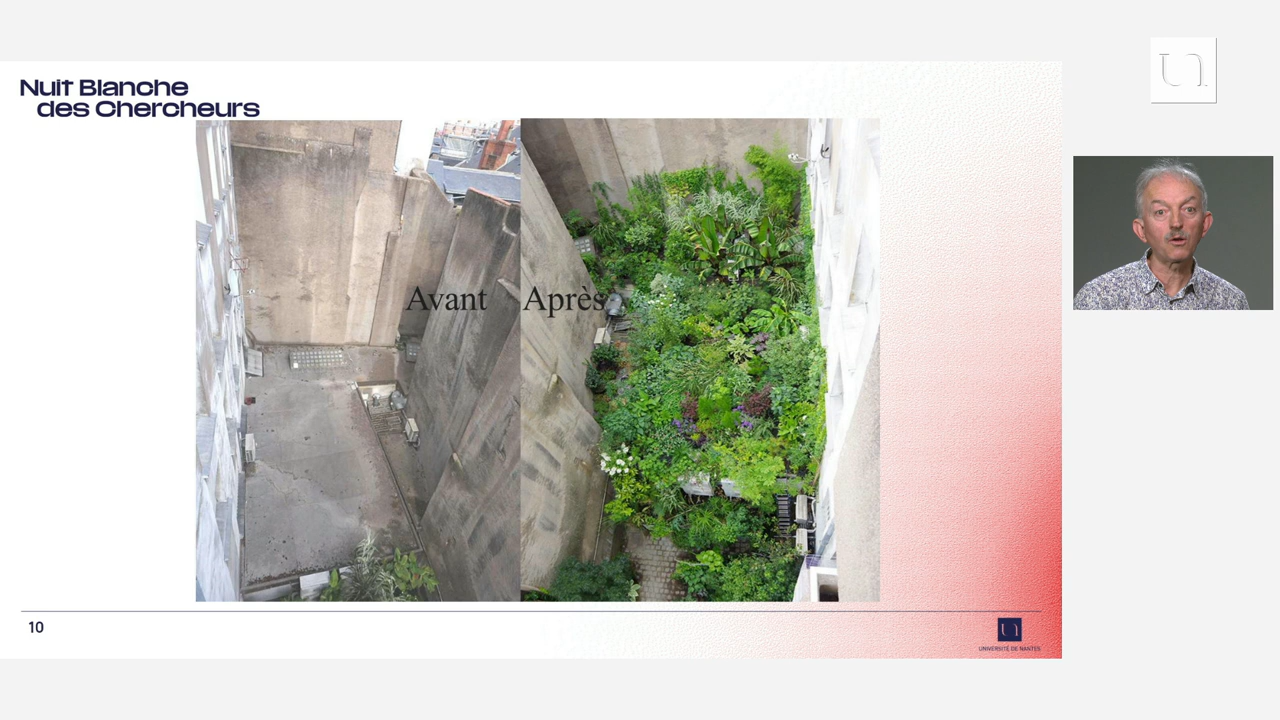 Nuit Blanche
des Chercheurs
Avant
Après
10
UNIVERSITÉ DE NANTES